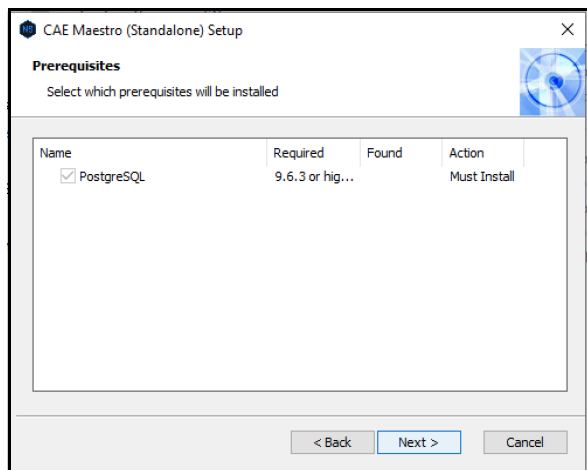 CAE Maestro (Standalone) Setup
Prerequisites
Select which prerequisites will be installed
Name Required Found Action
PostgreSQL 9.6.3 or hig... Must Install
< Back Next > Cancel